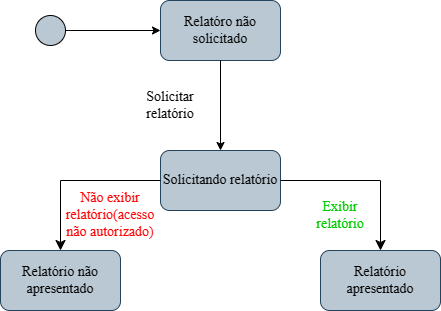 Relatóro não
solicitado
Solicitar
relatório
Solicitando relatório
Não exibir
relatório(acesso
não autorizado)
Exibir
relatório
Relatório não
apresentado
Relatório
apresentado